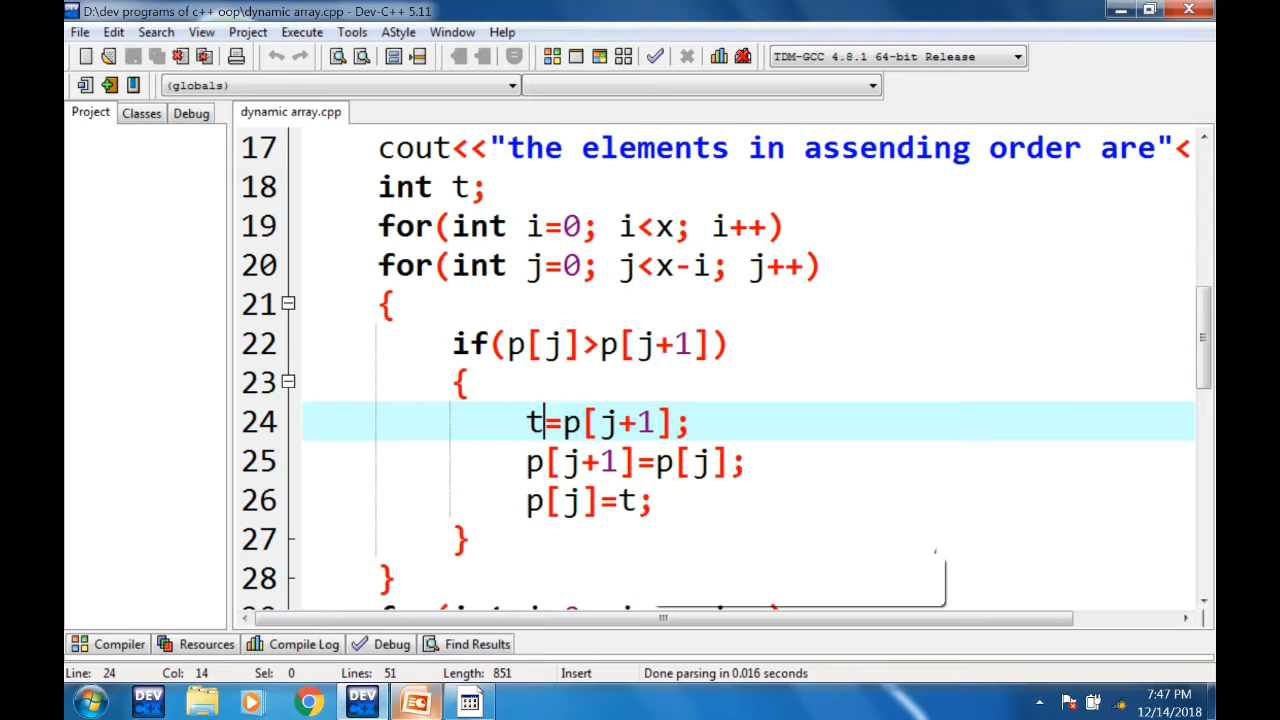 D:\dev programs of c++ oop\dynamic array.cpp - Dev-C++ 5.11
File Edit Search View Project Execute Tools AStyle Window Help
TDM-GCC 4.8.1 64-bit Release
(globals)
Project Classes Debug dynamic array.cpp
17 cout<<"the elements in assending order are"<
18 int t;
19 for(int i=0; i<x; i++)
20 for(int j=0; j<x-i; j++)
21 {
22 if(p[j]>p[j+1])
23 {
24 t=p[j+1];
25 p[j+1]=p[j];
26 p[j]=t;
27 }
28 }
Compiler Resources Compile Log Debug Find Results
Line: 24 Col: 14 Sel: 0 Lines: 51 Length: 851 Insert Done parsing in 0.016 seconds
DEV C++ DEV C++ 7:47 PM
12/14/2018